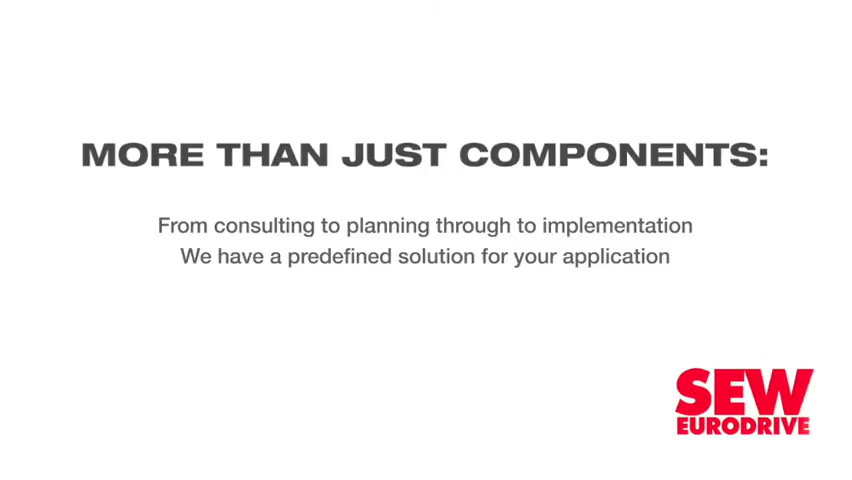 MORE THAN JUST COMPONENTS:
From consulting to planning through to implementation
We have a predefined solution for your application
SEW
EURODRIVE